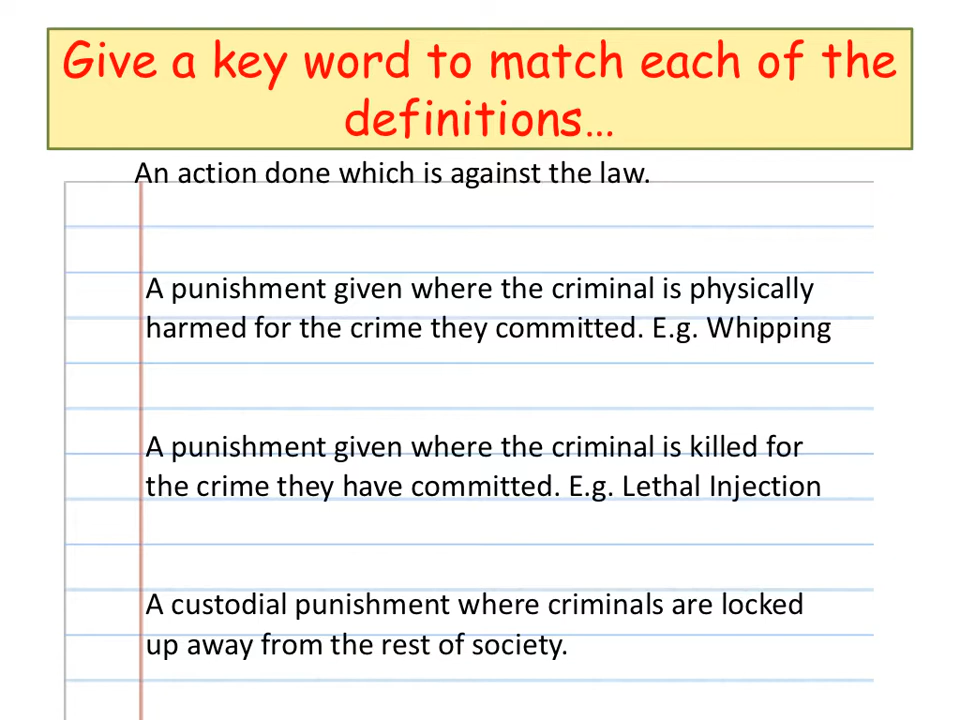 Give a key word to match each of the
definitions…
An action done which is against the law.
A punishment given where the criminal is physically
harmed for the crime they committed. E.g. Whipping
A punishment given where the criminal is killed for
the crime they have committed. E.g. Lethal Injection
A custodial punishment where criminals are locked
up away from the rest of society.